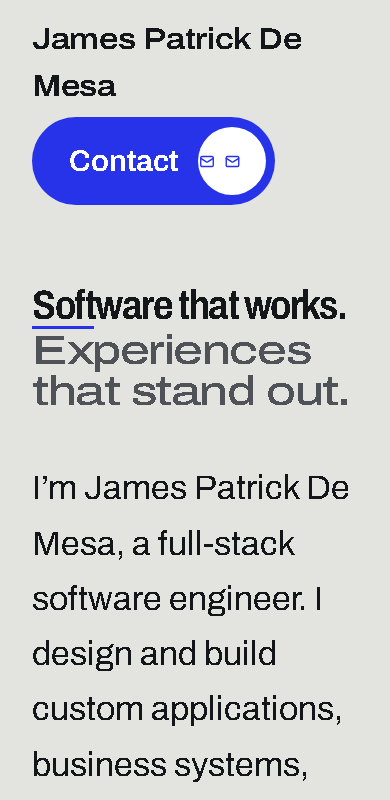 James Patrick De
Mesa
Contact
Software that works.
Experiences
that stand out.
I’m James Patrick De
Mesa, a full-stack
software engineer. I
design and build
custom applications,
business systems,